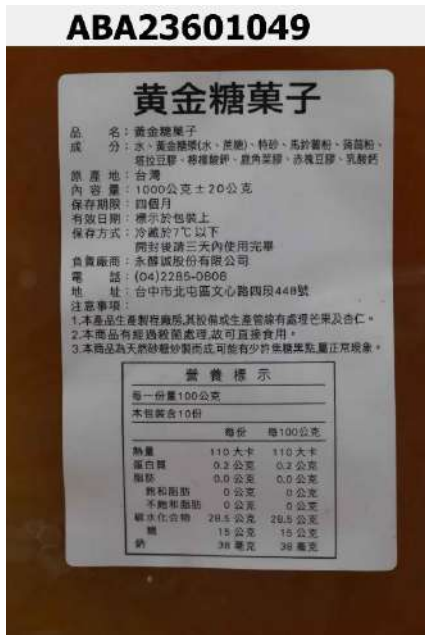 ABA23601049
黃金糖菓子
品　　名：黃金糖菓子
成　　分：水、黃金糖漿(水、蔗糖)、特砂、馬鈴薯粉、蒟蒻粉、
塔拉豆膠、檸檬酸鉀、鹿角菜膠、赤槐豆膠、乳酸鈣
原 產 地：台灣
內 容 量：1000公克±20公克
保存期限：四個月
有效日期：標示於包裝上
保存方式：冷藏於7℃以下
開封後請三天內使用完畢
負責廠商：永醇誠股份有限公司
電　　話：(04)2285-0808
地　　址：台中市北屯區文心路四段448號
注意事項：
1.本產品生產製程廠房,其設備或生產管線有處理芒果及杏仁。
2.本商品有經過殺菌處理,故可直接食用。
3.本商品為天然砂糖炒製而成,可能有少許焦糖黑點,屬正常現象。
營 養 標 示
每一份量100公克
本包裝含10份
每份 每100公克
熱量 110 大卡 110 大卡
蛋白質 0.2 公克 0.2 公克
脂肪 0.0 公克 0.0 公克
飽和脂肪 0 公克 0 公克
不飽和脂肪 0 公克 0 公克
碳水化合物 28.5 公克 28.5 公克
糖 15 公克 15 公克
鈉 38 毫克 38 毫克